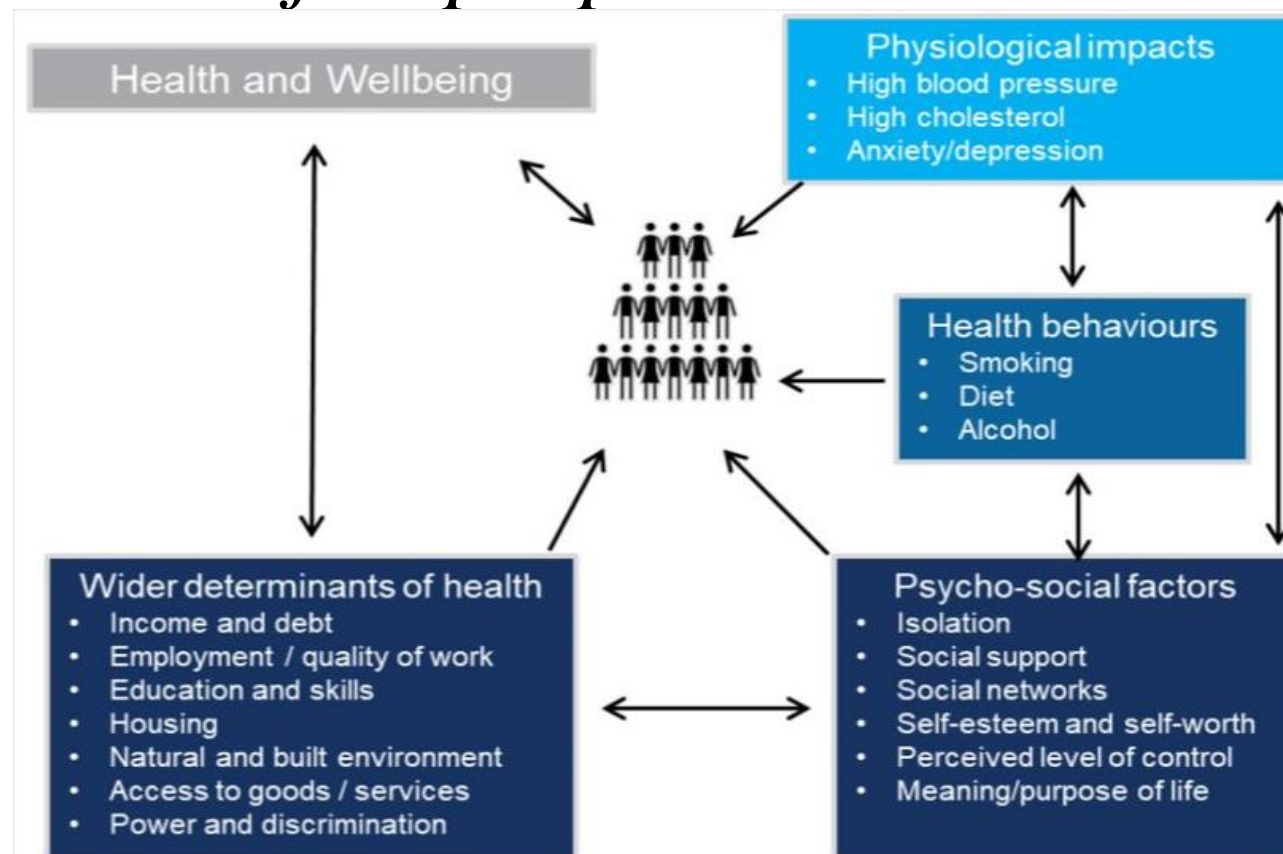 Health and Wellbeing
Physiological impacts
• High blood pressure
• High cholesterol
• Anxiety/depression
Health behaviours
• Smoking
• Diet
• Alcohol
Wider determinants of health
• Income and debt
• Employment / quality of work
• Education and skills
• Housing
• Natural and built environment
• Access to goods / services
• Power and discrimination
Psycho-social factors
• Isolation
• Social support
• Social networks
• Self-esteem and self-worth
• Perceived level of control
• Meaning/purpose of life